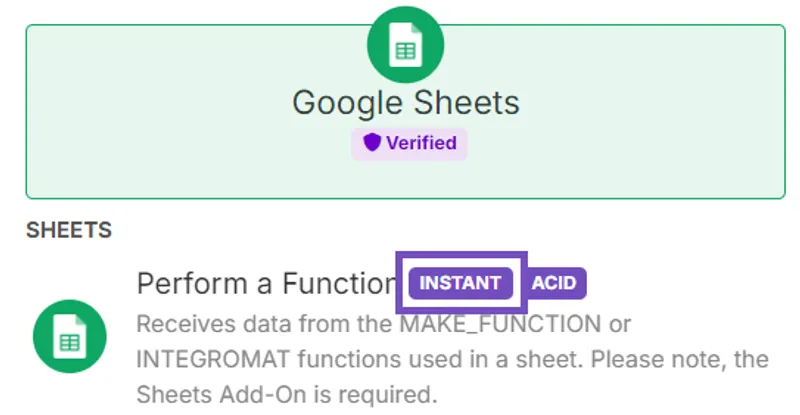 Google Sheets
Verified
SHEETS
Perform a Function INSTANT ACID
Receives data from the MAKE_FUNCTION or
INTEGROMAT functions used in a sheet. Please note, the
Sheets Add-On is required.